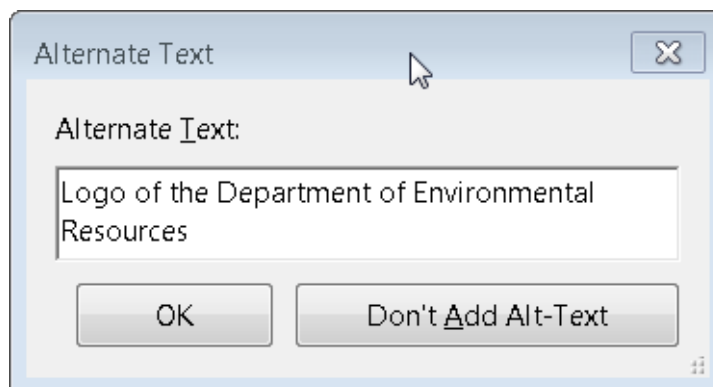 Alternate Text
Alternate Text:
Logo of the Department of Environmental
Resources
OK
Don't Add Alt-Text